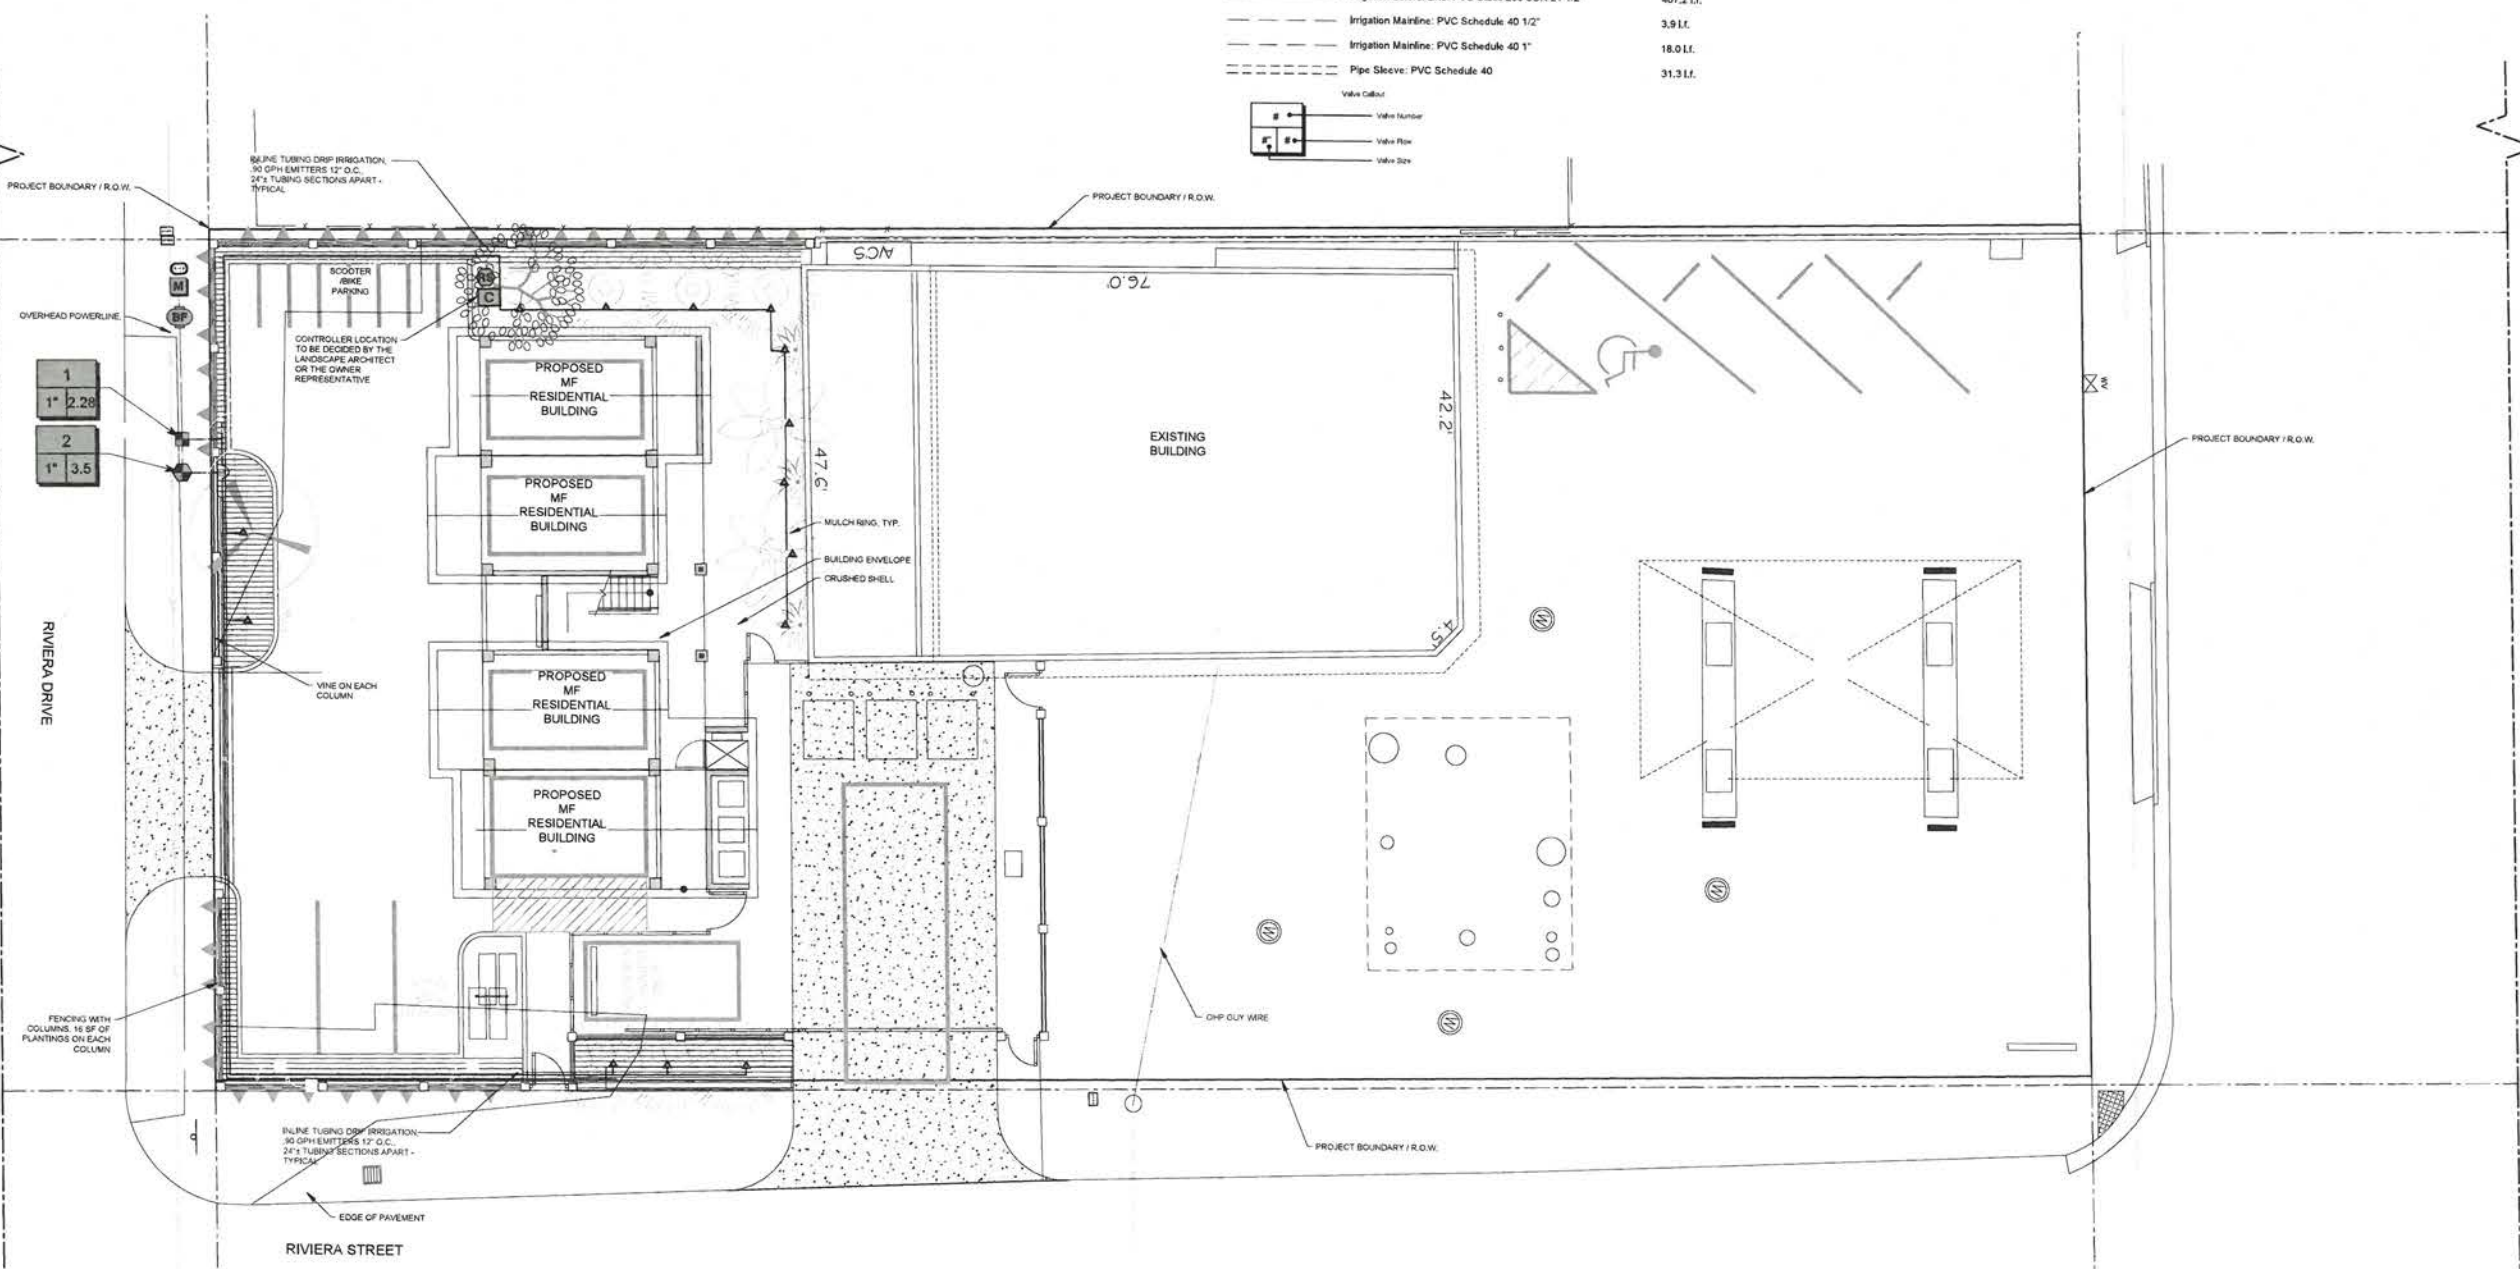 Irrigation Mainline: PVC Schedule 40 1/2" 3.9 l.f.
Irrigation Mainline: PVC Schedule 40 1" 18.0 l.f.
Pipe Sleeve: PVC Schedule 40 31.3 l.f.
Valve Callout
# Valve Number
# Valve Flow
#" Valve Size
INLINE TUBING DRIP IRRIGATION,
.90 GPH EMITTERS 12" O.C.,
24"± TUBING SECTIONS APART -
TYPICAL
PROJECT BOUNDARY / R.O.W.
PROJECT BOUNDARY / R.O.W.
A/CS
76.0'
SCOOTER
/BIKE
PARKING
RS
C
M
BF
OVERHEAD POWERLINE
CONTROLLER LOCATION
TO BE DECIDED BY THE
LANDSCAPE ARCHITECT
OR THE OWNER
REPRESENTATIVE
1
1" 2.28
2
1" 3.5
PROPOSED
MF
RESIDENTIAL
BUILDING
PROPOSED
MF
RESIDENTIAL
BUILDING
47.6'
EXISTING
BUILDING
42.2'
4.5'
WV
PROJECT BOUNDARY / R.O.W.
MULCH RING, TYP.
BUILDING ENVELOPE
CRUSHED SHELL
RIVIERA DRIVE
VINE ON EACH
COLUMN
PROPOSED
MF
RESIDENTIAL
BUILDING
PROPOSED
MF
RESIDENTIAL
BUILDING
W
W
W
W
FENCING WITH
COLUMNS, 16 SF OF
PLANTINGS ON EACH
COLUMN
OHP GUY WIRE
INLINE TUBING DRIP IRRIGATION,
.90 GPH EMITTERS 12" O.C.,
24"± TUBING SECTIONS APART -
TYPICAL
PROJECT BOUNDARY / R.O.W.
EDGE OF PAVEMENT
RIVIERA STREET